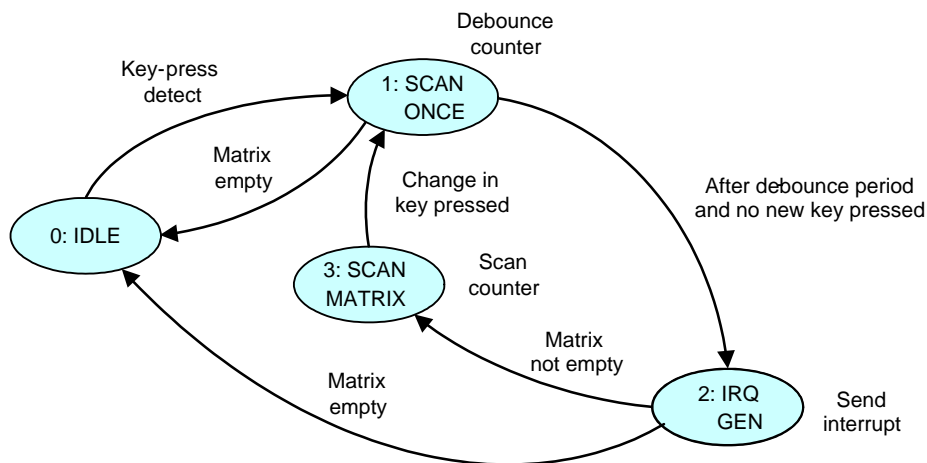 Debounce
counter
Key-press
detect
1: SCAN
ONCE
Matrix
empty
Change in
key pressed
After debounce period
and no new key pressed
0: IDLE
3: SCAN
MATRIX
Scan
counter
Matrix
not empty
Matrix
empty
2: IRQ
GEN
Send
interrupt